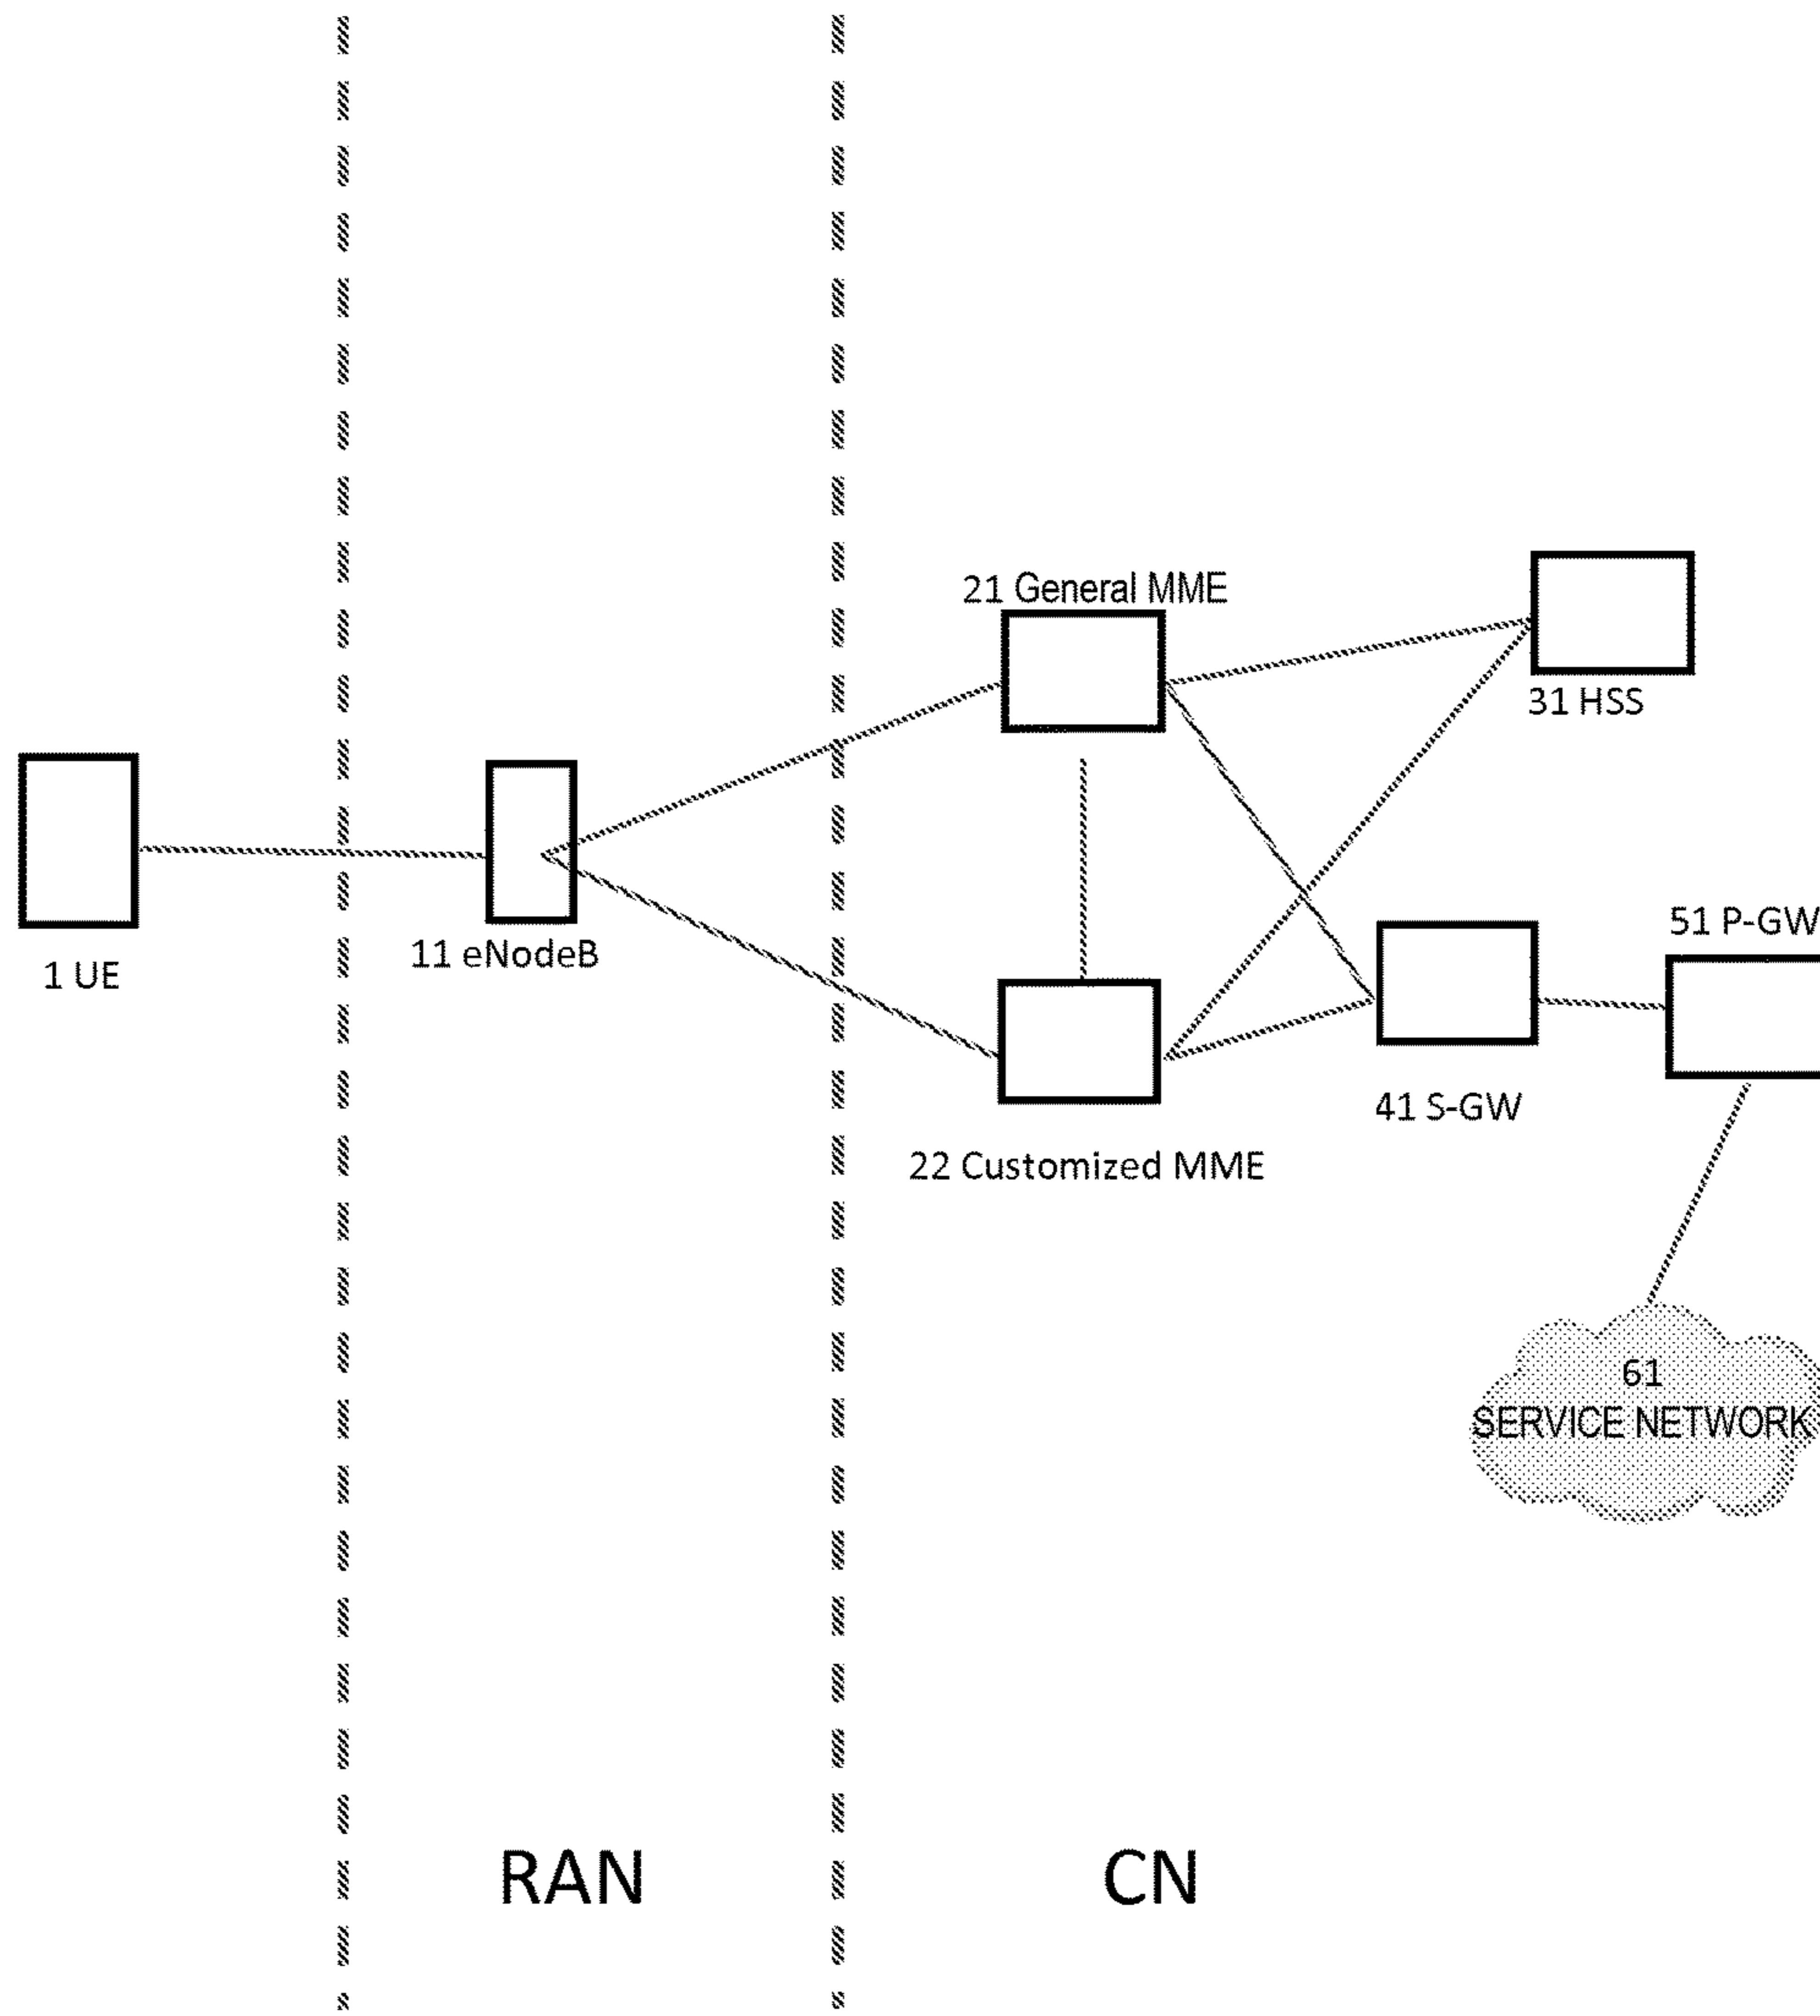 21 General MME
31 HSS
1 UE
11 eNodeB
51 P-GW
41 S-GW
22 Customized MME
61
SERVICE NETWORK
RAN
CN